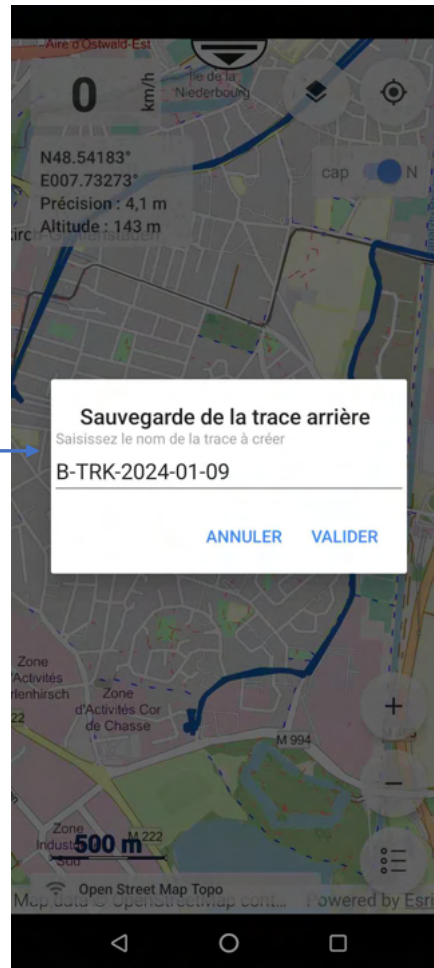 Aire d'Ostwald-Est
0
km/h
Ile de la
Niederbourg
N48.54183°
E007.73273°
Précision : 4,1 m
Altitude : 143 m
cap
N
Sauvegarde de la trace arrière
Saisissez le nom de la trace à créer
B-TRK-2024-01-09
ANNULER
VALIDER
Zone
d'Activités Cor
de Chasse
Zone
Activités
22
M 994
+
−
Zone
M 222
500 m
Sud
Open Street Map Topo
Map data © OpenStreetMap cont...
Powered by Esri